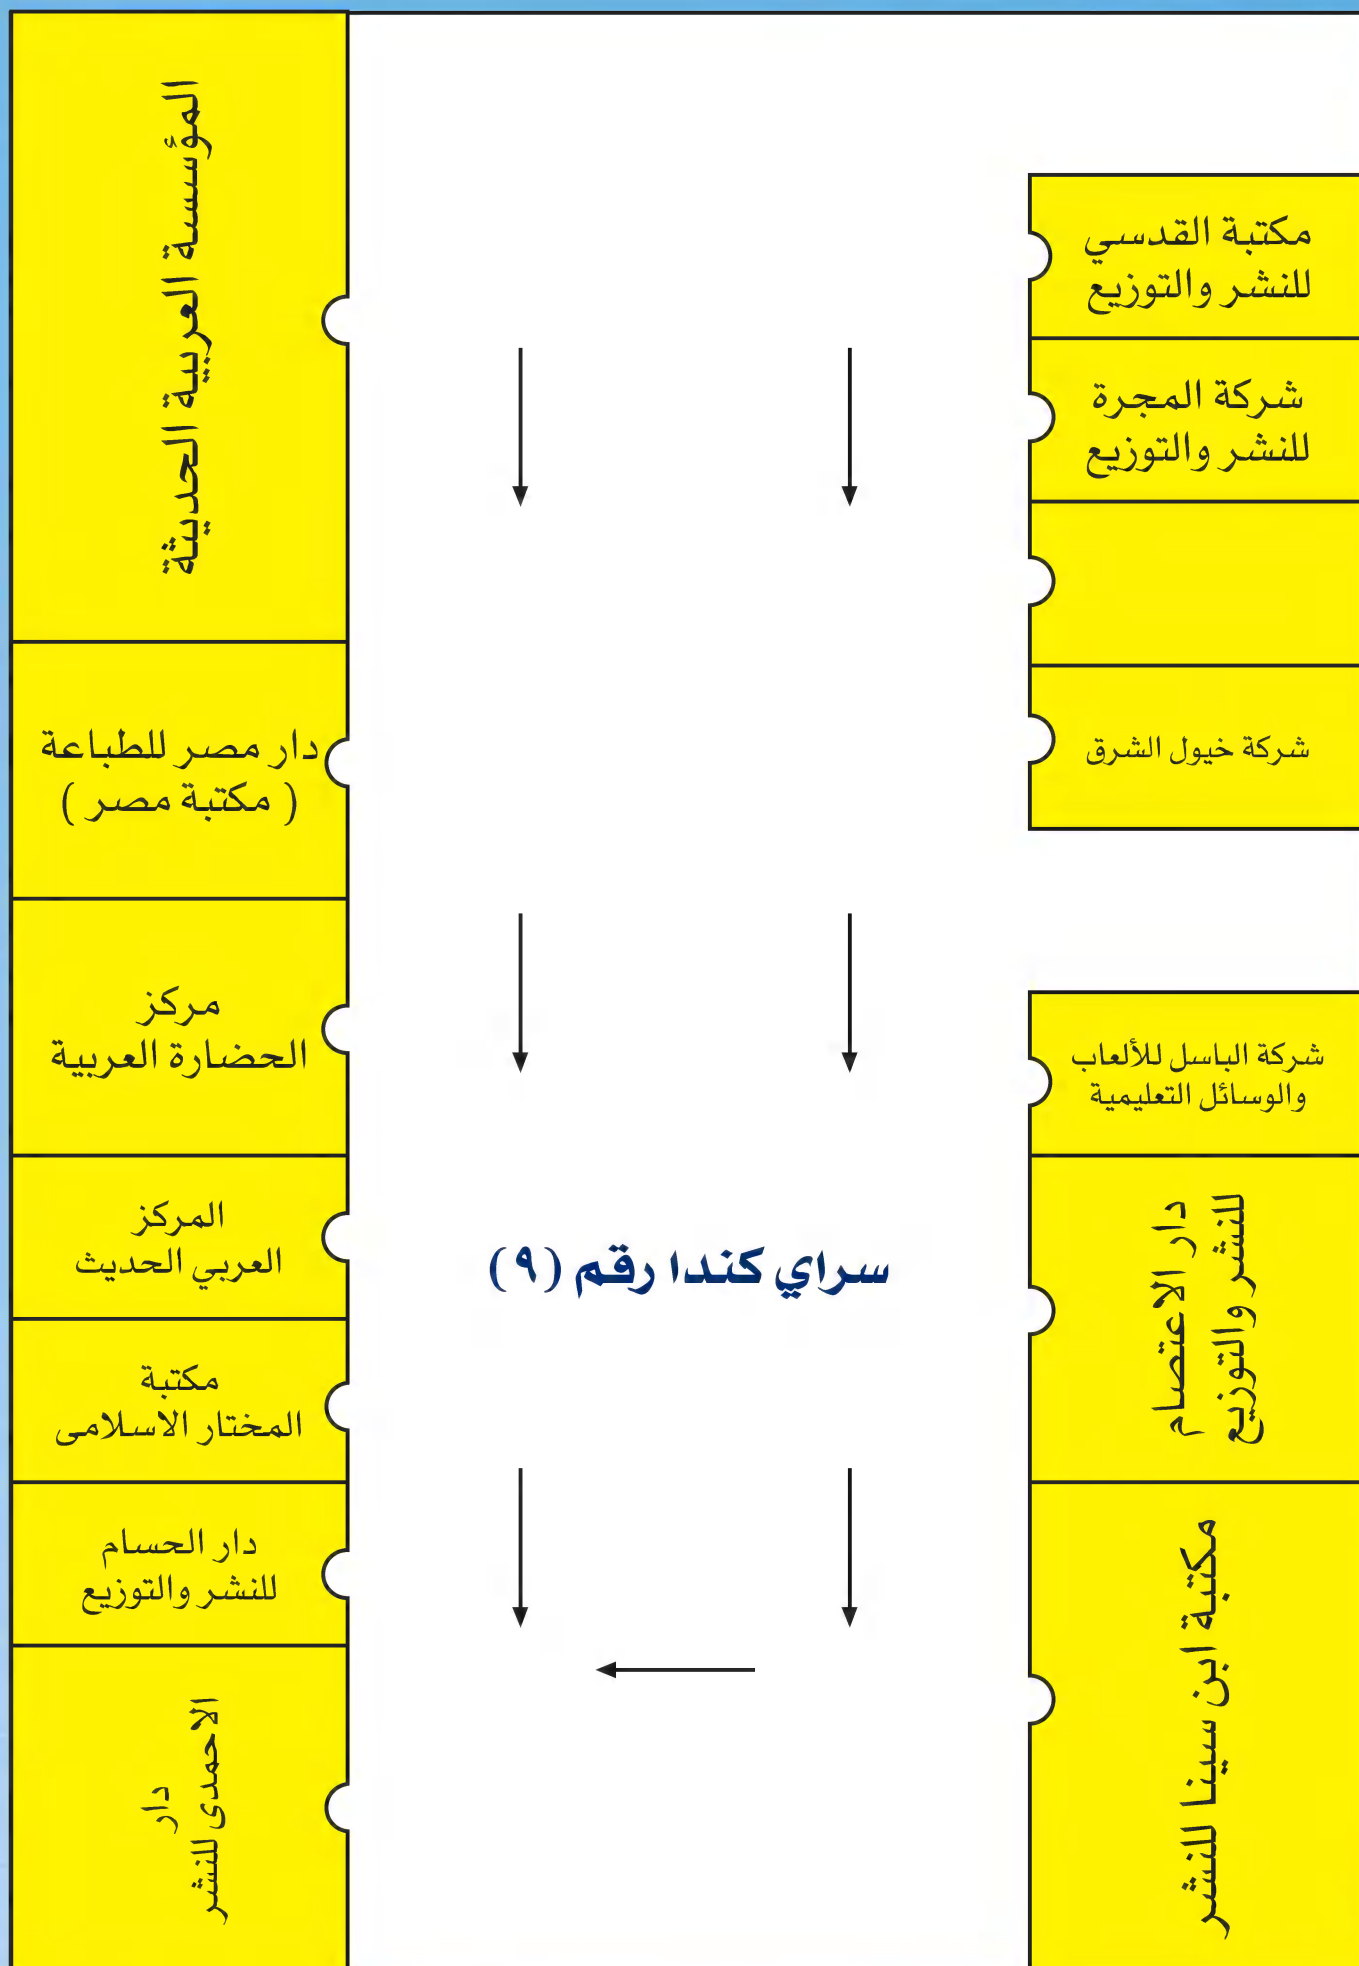 مكتبة القدسي
للنشر والتوزيع
شركة المجرة
للنشر والتوزيع
شركة خيول الشرق
شركة الباسل للألعاب
والوسائل التعليمية
دار الاعتصام
للنشر والتوزيع
مكتبة ابن سينا للنشر
سراي كندا رقم (٩)
المؤسسة العربية الحديثة
دار مصر للطباعة
( مكتبة مصر )
مركز
الحضارة العربية
المركز
العربي الحديث
مكتبة
المختار الاسلامى
دار الحسام
للنشر والتوزيع
دار
الاحمدى للنشر